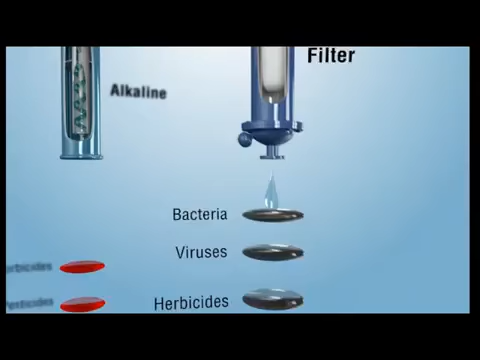 Filter
Alkaline
Bacteria
Viruses
Herbicides